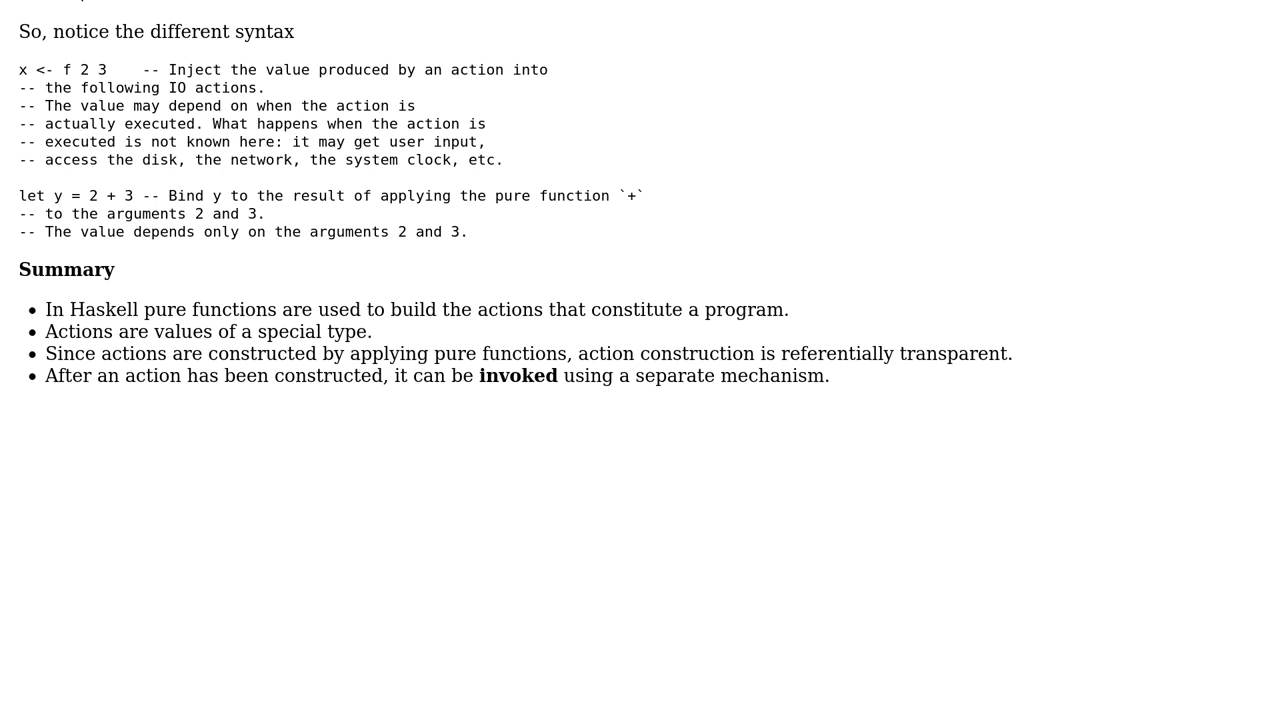 So, notice the different syntax
x <- f 2 3    -- Inject the value produced by an action into
-- the following IO actions.
-- The value may depend on when the action is
-- actually executed. What happens when the action is
-- executed is not known here: it may get user input,
-- access the disk, the network, the system clock, etc.
let y = 2 + 3 -- Bind y to the result of applying the pure function `+`
-- to the arguments 2 and 3.
-- The value depends only on the arguments 2 and 3.
Summary
• In Haskell pure functions are used to build the actions that constitute a program.
• Actions are values of a special type.
• Since actions are constructed by applying pure functions, action construction is referentially transparent.
• After an action has been constructed, it can be invoked using a separate mechanism.